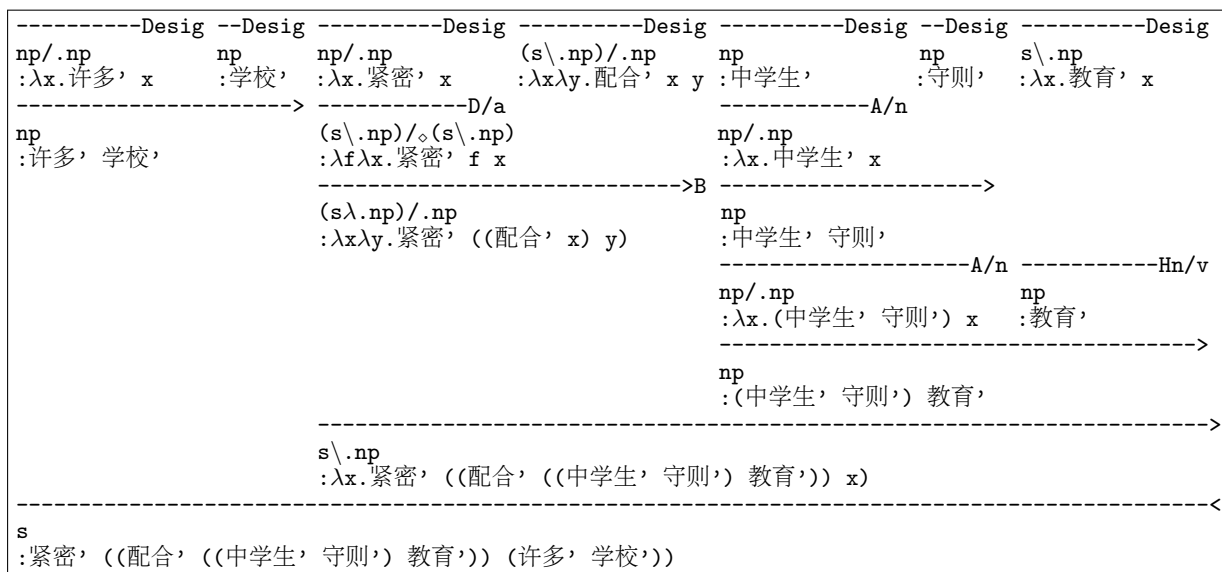 ----------Desig --Desig ----------Desig ----------Desig ----------Desig --Desig ----------Desig
np/.np np np/.np (s\.np)/.np np np s\.np
:λx.许多’ x :学校’ :λx.紧密’ x :λxλy.配合’ x y :中学生’ :守则’ :λx.教育’ x
----------------------> ------------D/a ------------A/n
np (s\.np)/⋄(s\.np) np/.np
:许多’ 学校’ :λfλx.紧密’ f x :λx.中学生’ x
----------------------------->B --------------------->
(sλ.np)/.np np
:λxλy.紧密’ ((配合’ x) y) :中学生’ 守则’
--------------------A/n -----------Hn/v
np/.np np
:λx.(中学生’ 守则’) x :教育’
-------------------------------------->
np
:(中学生’ 守则’) 教育’
----------------------------------------------------------------------->
s\.np
:λx.紧密’ ((配合’ ((中学生’ 守则’) 教育’)) x)
-----------------------------------------------------------------------------------------------<
s
:紧密’ ((配合’ ((中学生’ 守则’) 教育’)) (许多’ 学校’))